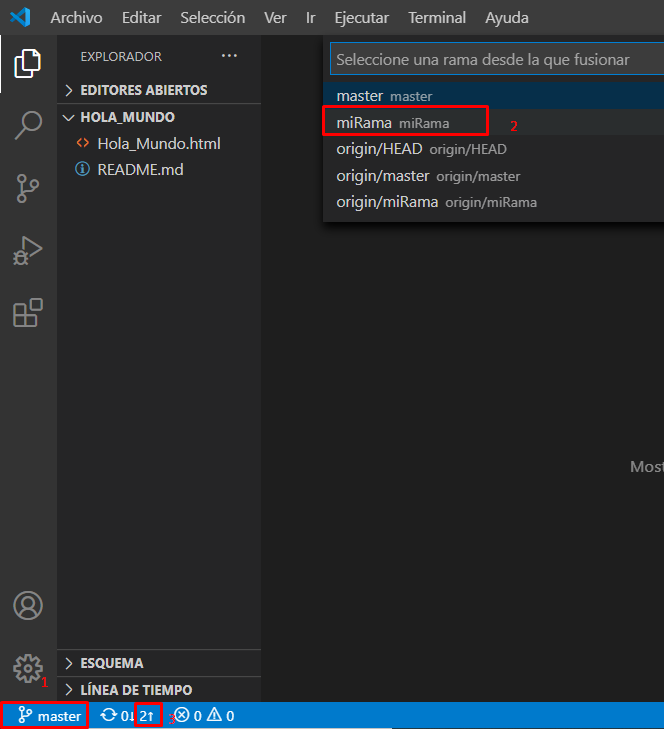 Archivo Editar Selección Ver Ir Ejecutar Terminal Ayuda
EXPLORADOR ···
EDITORES ABIERTOS
HOLA_MUNDO
Hola_Mundo.html
README.md
Seleccione una rama desde la que fusionar
master master
miRama miRama 2
origin/HEAD origin/HEAD
origin/master origin/master
origin/miRama origin/miRama
Most
1
ESQUEMA
LÍNEA DE TIEMPO
master 0↓ 2↑ 3 0 0